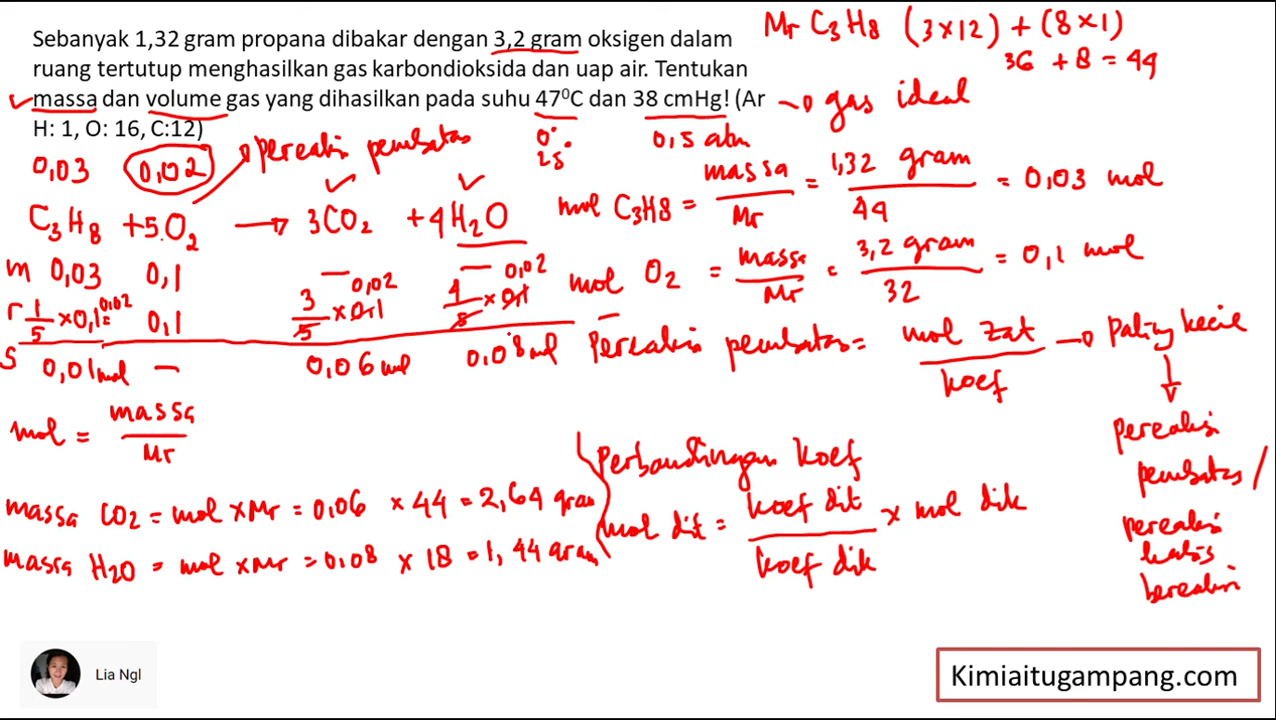 Sebanyak 1,32 gram propana dibakar dengan 3,2 gram oksigen dalam
ruang tertutup menghasilkan gas karbondioksida dan uap air. Tentukan
massa dan volume gas yang dihasilkan pada suhu 47⁰C dan 38 cmHg! (Ar
H: 1, O: 16, C:12)
Mr C3H8 (3x12) + (8x1)
36 + 8 = 44
gas ideal
0°
25°
0,5 atm
0,03 0,02 pereaksi pembatas
C3H8 + 5.O2 → 3CO2 + 4H2O
m 0,03 0,1 — —
r 1/5 x 0,1 = 0,02 0,1 3/5 x 0,1 0,02 4/5 x 0,1 0,02
s 0,01 mol — 0,06 mol 0,08 mol
mol C3H8 = massa/Mr = 1,32 gram/44 = 0,03 mol
mol O2 = massa/Mr = 3,2 gram/32 = 0,1 mol
Pereaksi pembatas = mol zat/koef → paling kecil
pereaksi
pembatas /
pereaksi
habis
bereaksi
mol = massa/Mr
massa CO2 = mol x Mr = 0,06 x 44 = 2,64 gram
massa H2O = mol x Mr = 0,08 x 18 = 1,44 gram
Perbandingan koef
mol dit = koef dit/koef dik x mol dik
Lia Ngl
Kimiaitugampang.com